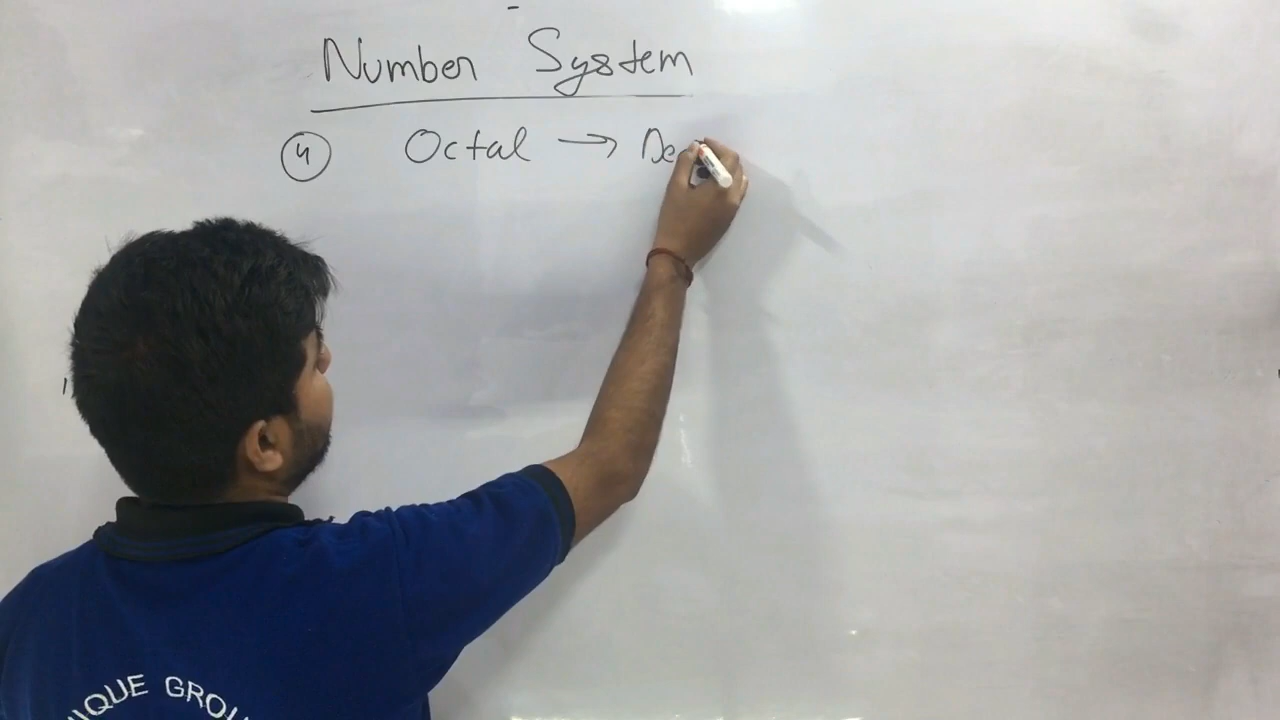 Number System
4 Octal → De
IQUE GROU